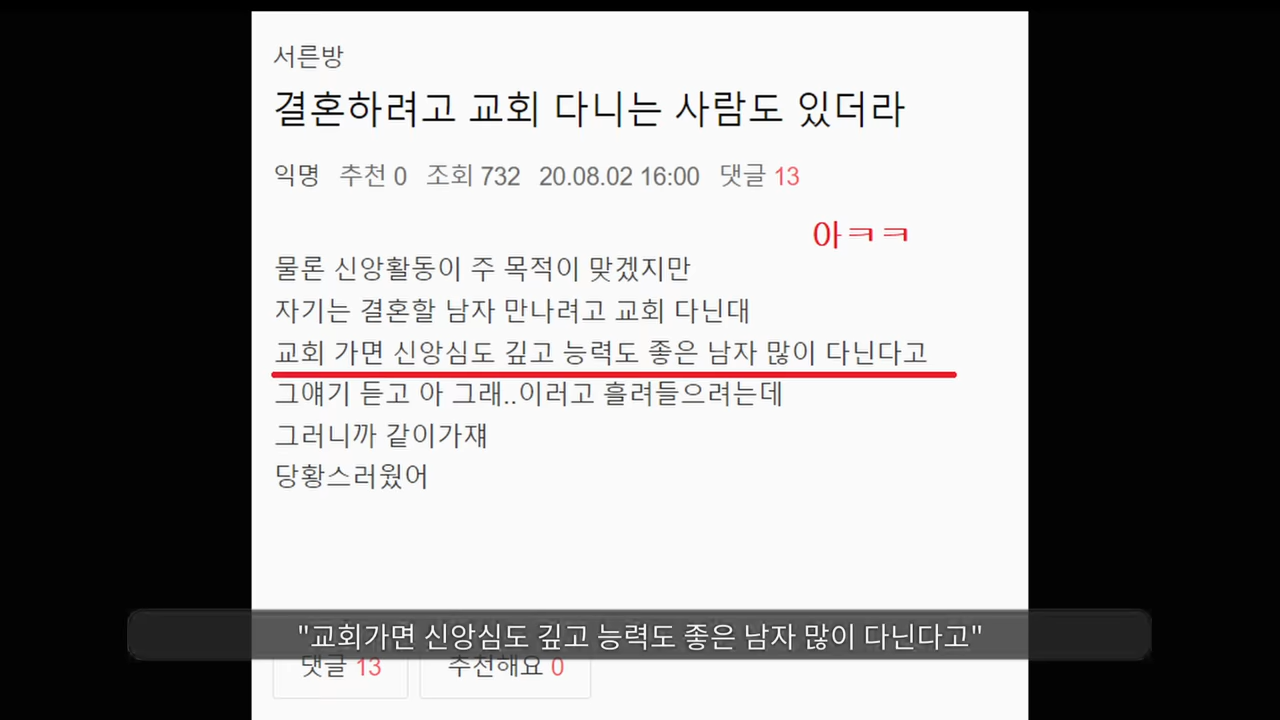 서른방
결혼하려고 교회 다니는 사람도 있더라
익명 추천 0 조회 732 20.08.02 16:00 댓글 13
아ㅋㅋ
물론 신앙활동이 주 목적이 맞겠지만
자기는 결혼할 남자 만나려고 교회 다닌대
교회 가면 신앙심도 깊고 능력도 좋은 남자 많이 다닌다고
그얘기 듣고 아 그래..이러고 흘려들으려는데
그러니까 같이가쟤
당황스러웠어
"교회가면 신앙심도 깊고 능력도 좋은 남자 많이 다닌다고"
댓글 13 추천해요 0